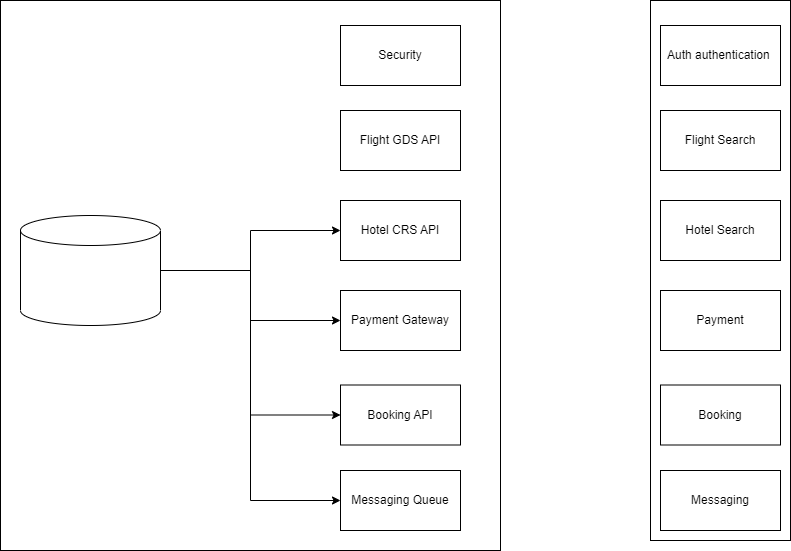 Security
Flight GDS API
Hotel CRS API
Payment Gateway
Booking API
Messaging Queue
Auth authentication
Flight Search
Hotel Search
Payment
Booking
Messaging